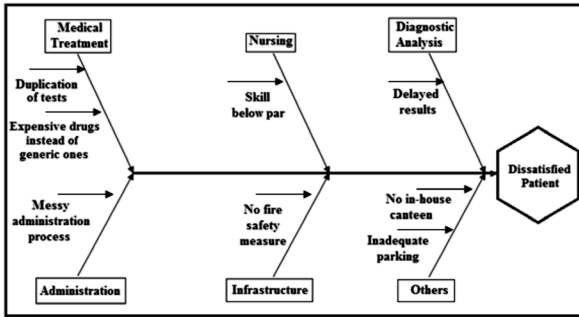 Medical
Treatment
Nursing
Diagnostic
Analysis
Duplication
of tests
Skill
below par
Delayed
results
Expensive drugs
instead of
generic ones
Dissatisfied
Patient
Messy
administration
process
No fire
safety
measure
No in-house
canteen
Inadequate
parking
Administration
Infrastructure
Others